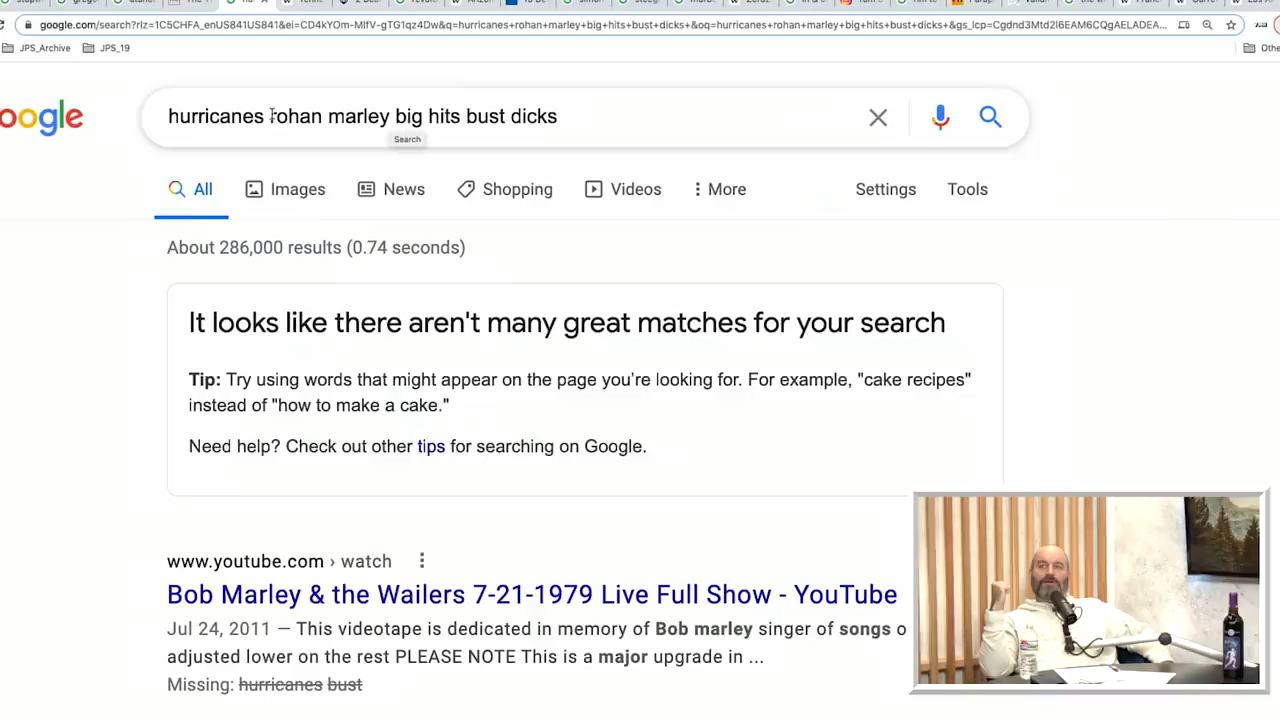 google.com/search?rlz=1C5CHFA_enUS841US841&ei=CD4kYOm-MIfV-gTG1qz4Dw&q=hurricanes+rohan+marley+big+hits+bust+dicks+&oq=hurricanes+rohan+marley+big+hits+bust+dicks+&gs_lcp=Cgdnd3Mtd2l6EAM6CQgAELADEA...
JPS_Archive JPS_19 Othe
oogle hurricanes rohan marley big hits bust dicks
Search
All Images News Shopping Videos More Settings Tools
About 286,000 results (0.74 seconds)
It looks like there aren't many great matches for your search
Tip: Try using words that might appear on the page you're looking for. For example, "cake recipes"
instead of "how to make a cake."
Need help? Check out other tips for searching on Google.
www.youtube.com › watch
Bob Marley & the Wailers 7-21-1979 Live Full Show - YouTube
Jul 24, 2011 — This videotape is dedicated in memory of Bob marley singer of songs o
adjusted lower on the rest PLEASE NOTE This is a major upgrade in ...
Missing: hurricanes bust